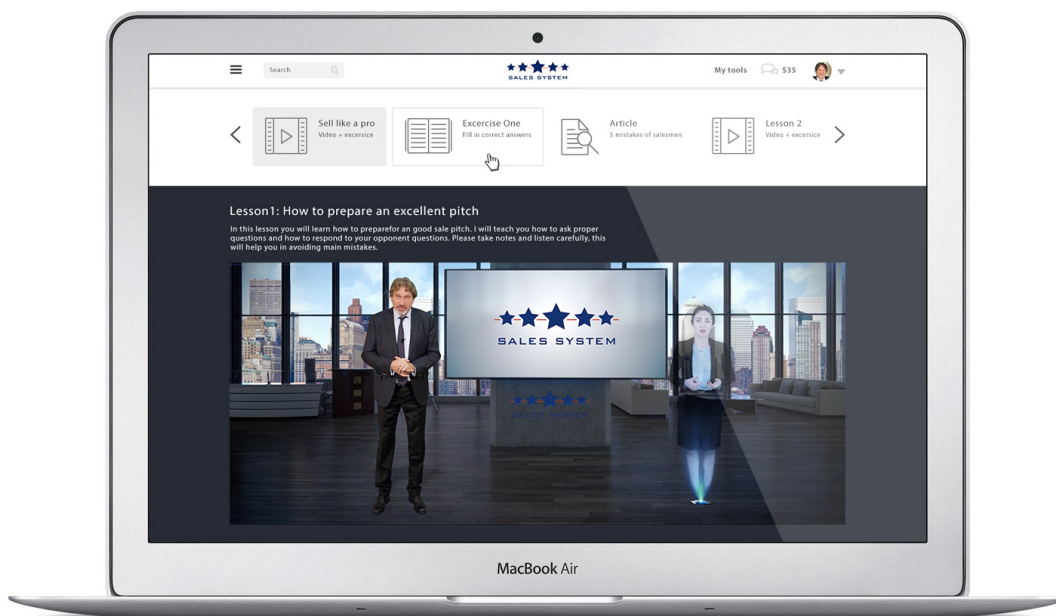 Search
SALES SYSTEM
My tools
$35
Sell like a pro
Video + excersice
Excercise One
Fill in correct answers
Article
5 mistakes of salesmen
Lesson 2
Video + excersice
Lesson1: How to prepare an excellent pitch
In this lesson you will learn how to preparefor an good sale pitch. I will teach you how to ask proper
questions and how to respond to your opponent questions. Please take notes and listen carefully, this
will help you in avoiding main mistakes.
SALES SYSTEM
SALES SYSTEM
MacBook Air